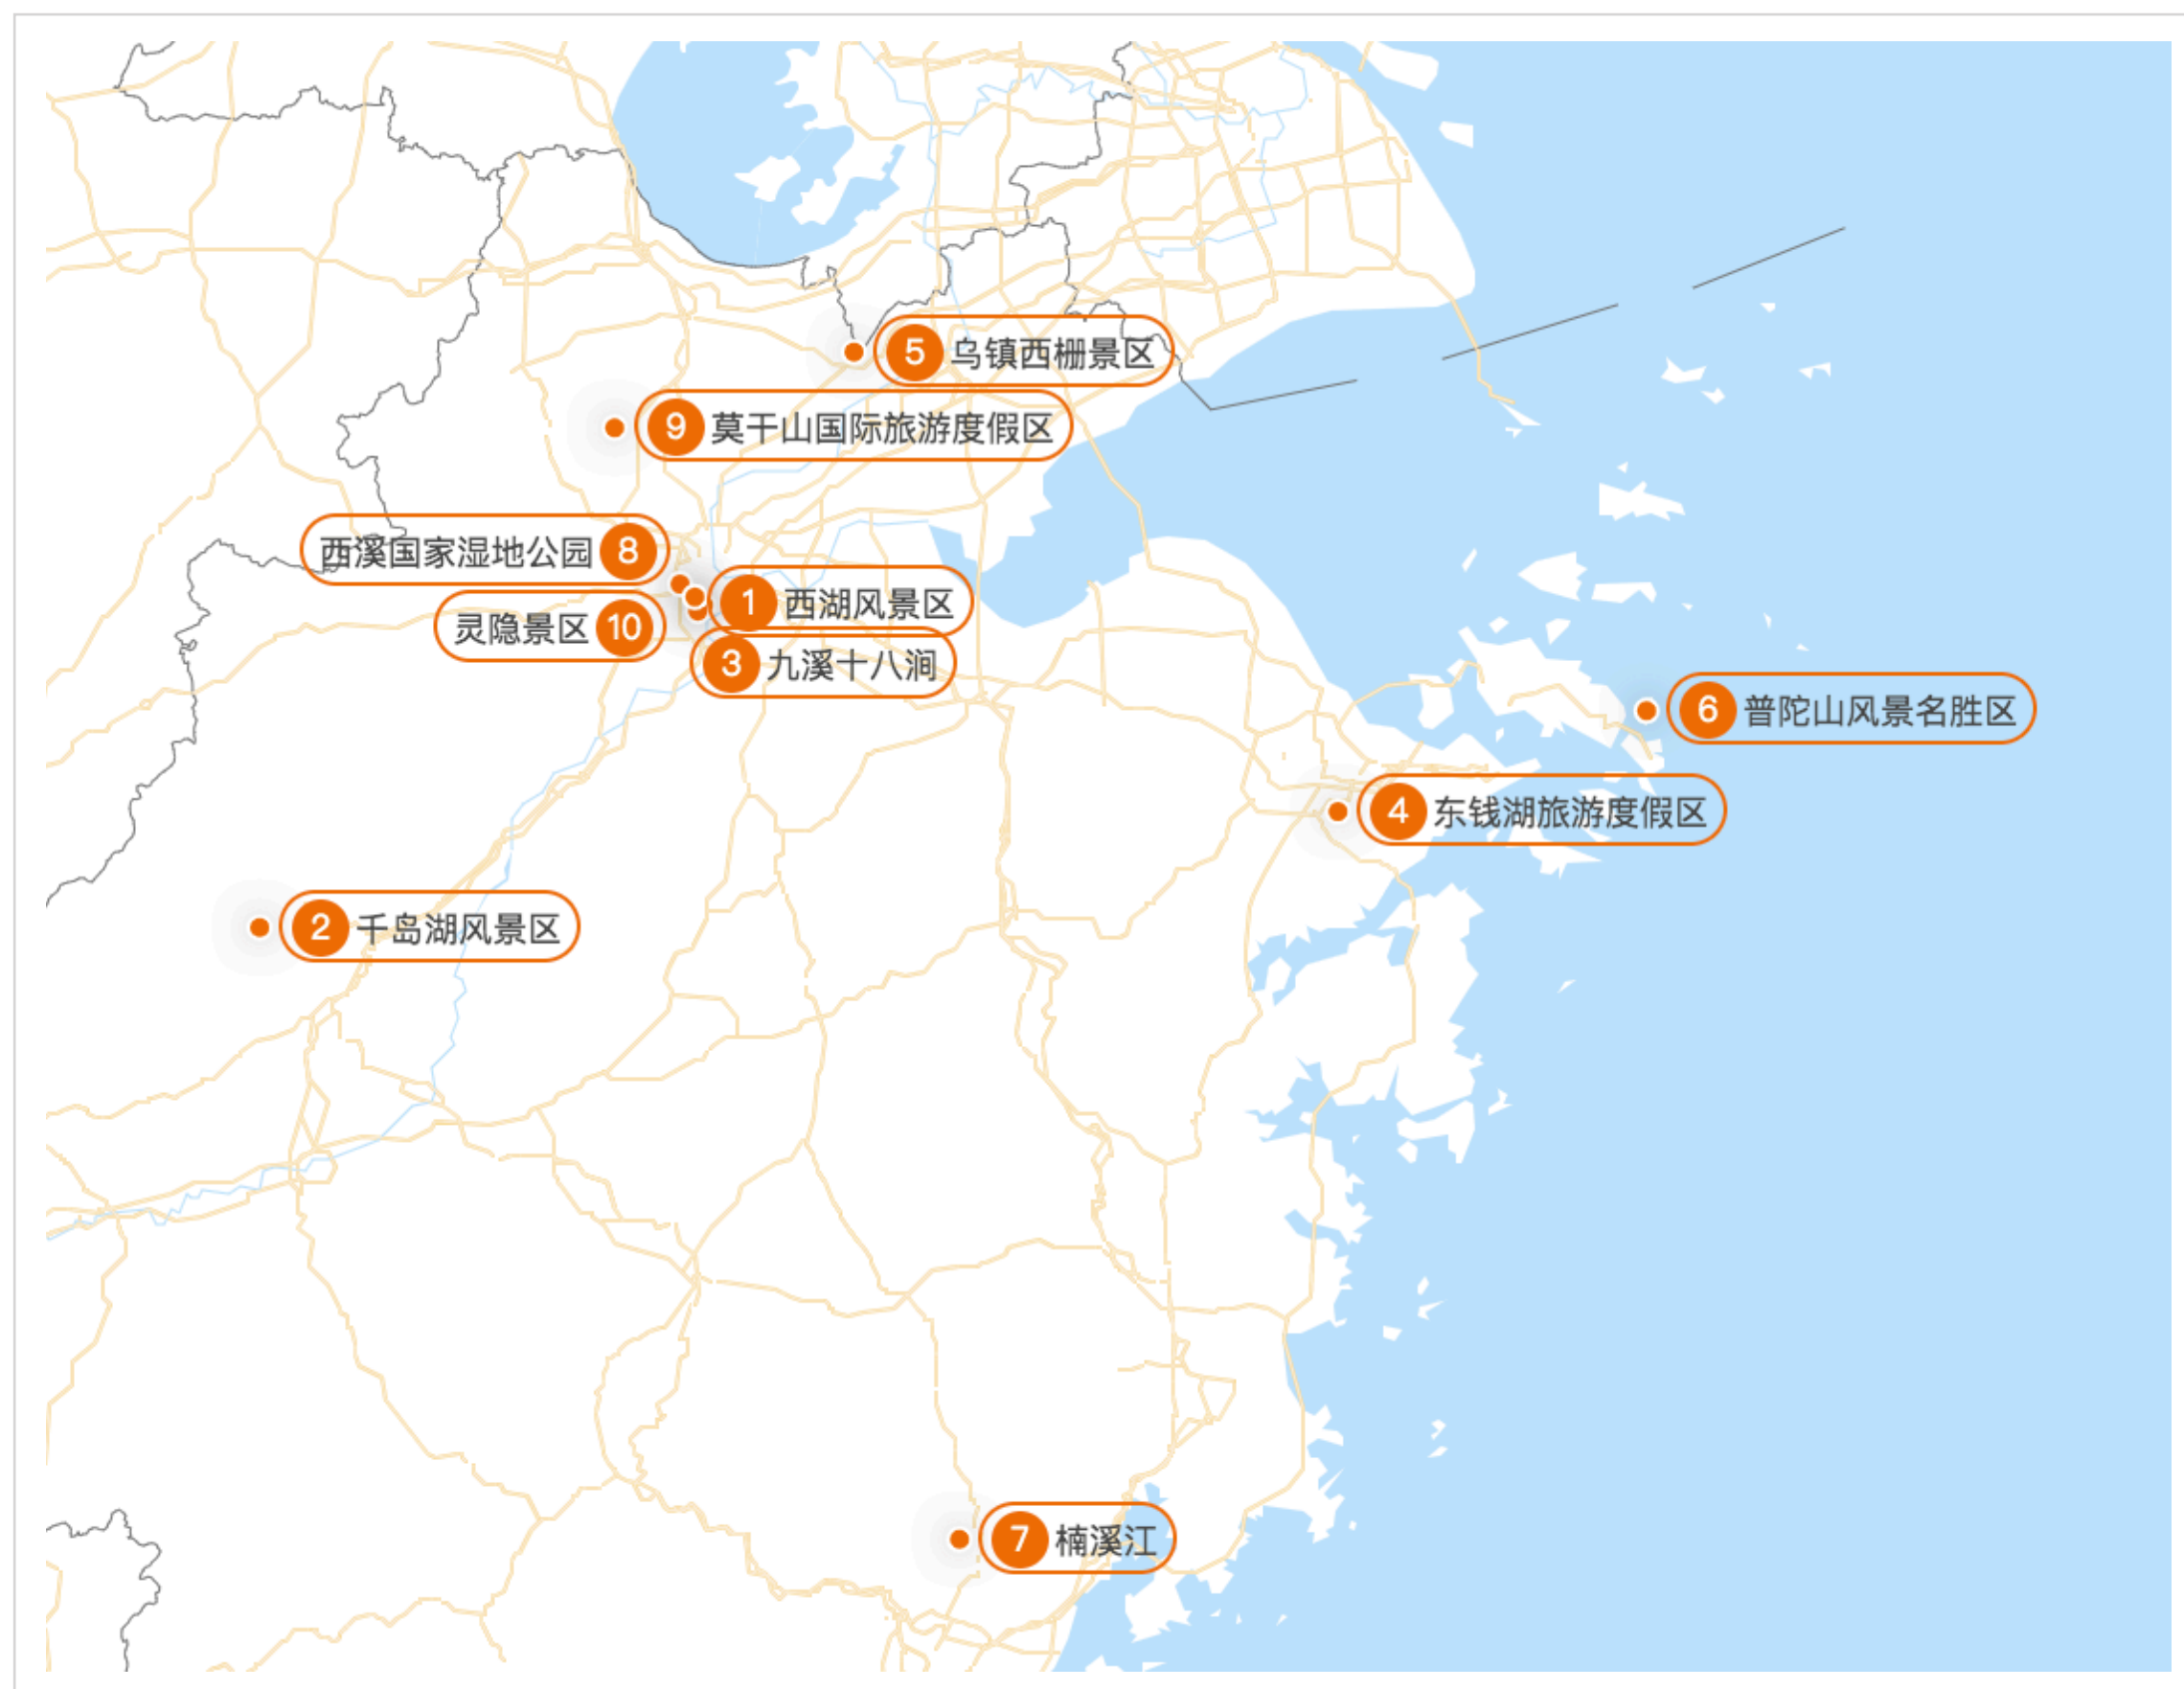 5 乌镇西栅景区
9 莫干山国际旅游度假区
西溪国家湿地公园 8
1 西湖风景区
灵隐景区 10
3 九溪十八涧
6 普陀山风景名胜区
4 东钱湖旅游度假区
2 千岛湖风景区
7 楠溪江